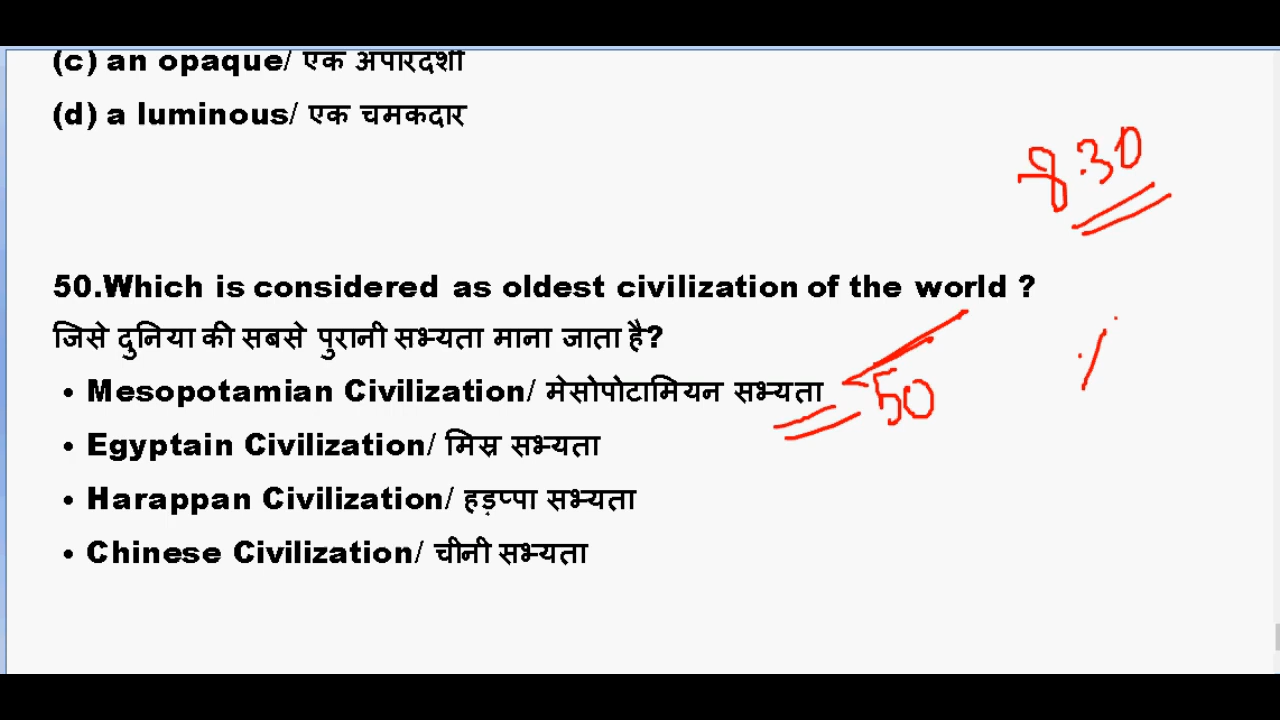 (c) an opaque/ एक अपारदर्शी
(d) a luminous/ एक चमकदार
8.30
50.Which is considered as oldest civilization of the world ?
जिसे दुनिया की सबसे पुरानी सभ्यता माना जाता है?
• Mesopotamian Civilization/ मेसोपोटामियन सभ्यता
50
• Egyptain Civilization/ मिस्र सभ्यता
• Harappan Civilization/ हड़प्पा सभ्यता
• Chinese Civilization/ चीनी सभ्यता